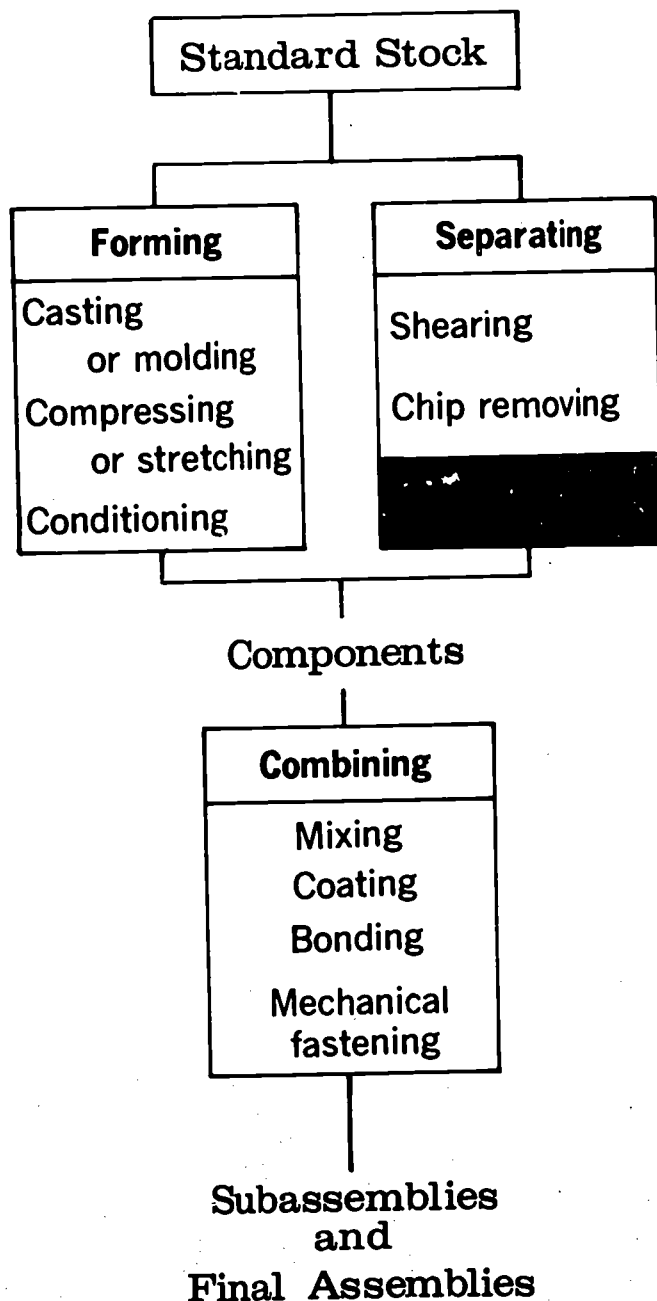 Standard Stock
Forming
Casting
or molding
Compressing
or stretching
Conditioning
Separating
Shearing
Chip removing
Components
Combining
Mixing
Coating
Bonding
Mechanical
fastening
Subassemblies
and
Final Assemblies